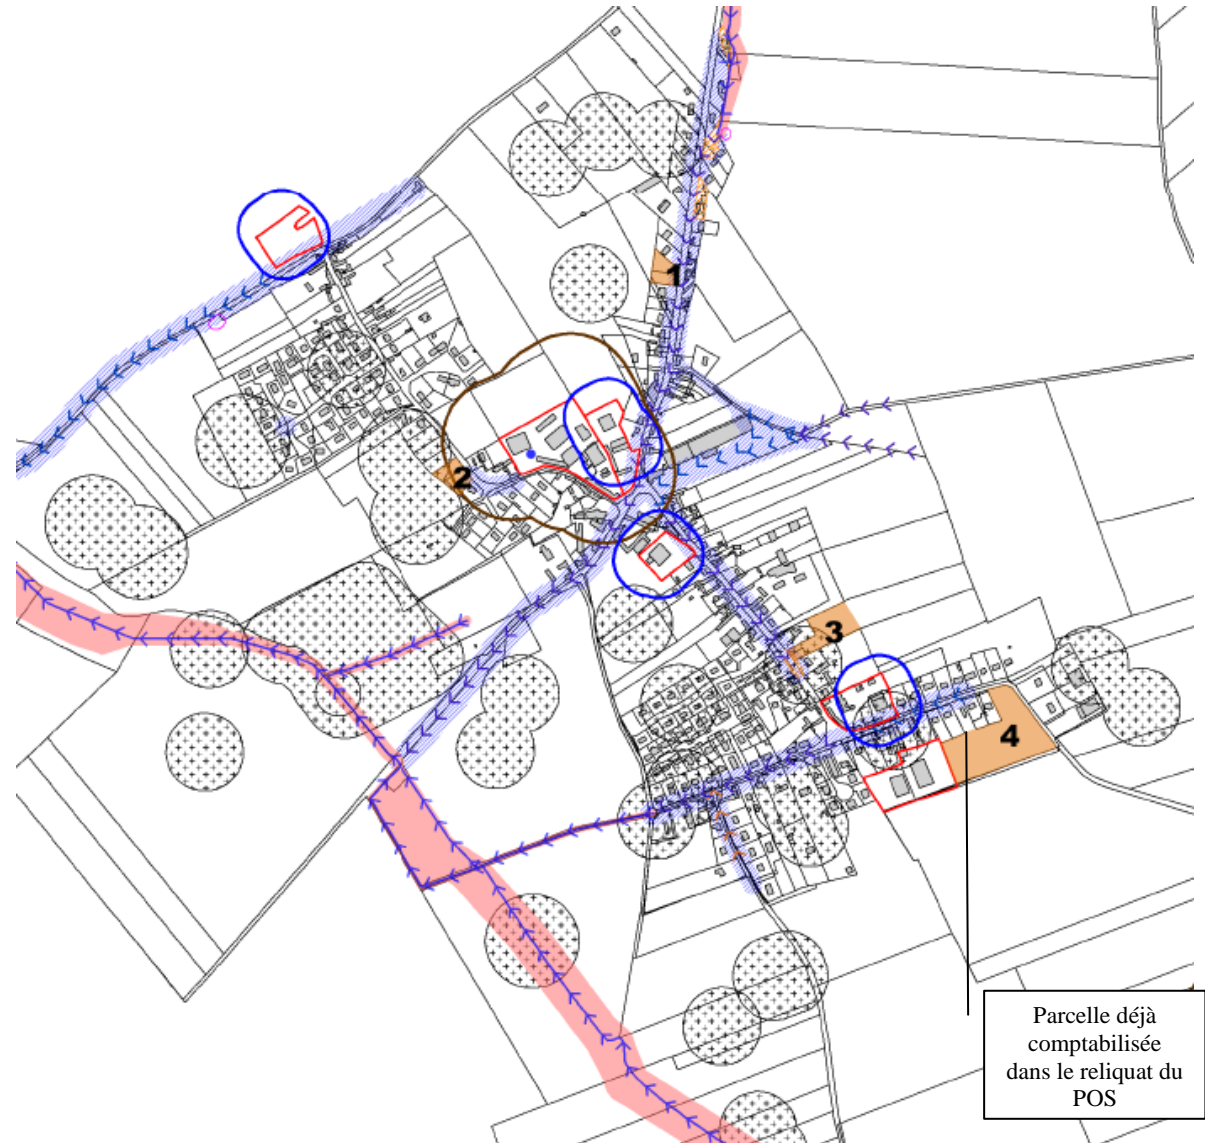 1
2
3
4
Parcelle déjà
comptabilisée
dans le reliquat du
POS